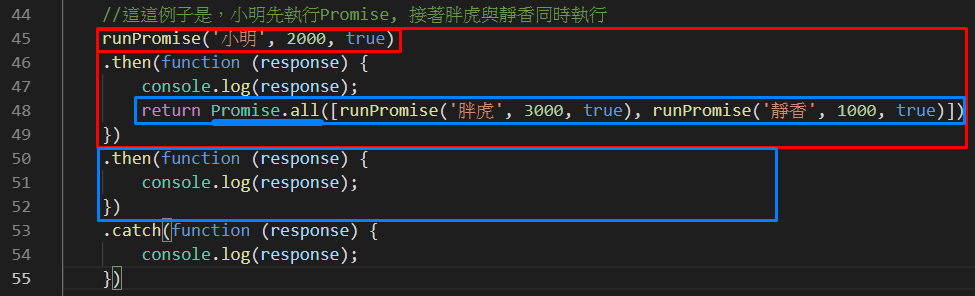 44 //這這例子是，小明先執行Promise, 接著胖虎與靜香同時執行
45 runPromise('小明', 2000, true)
46 .then(function (response) {
47 console.log(response);
48 return Promise.all([runPromise('胖虎', 3000, true), runPromise('靜香', 1000, true)])
49 })
50 .then(function (response) {
51 console.log(response);
52 })
53 .catch(function (response) {
54 console.log(response);
55 })